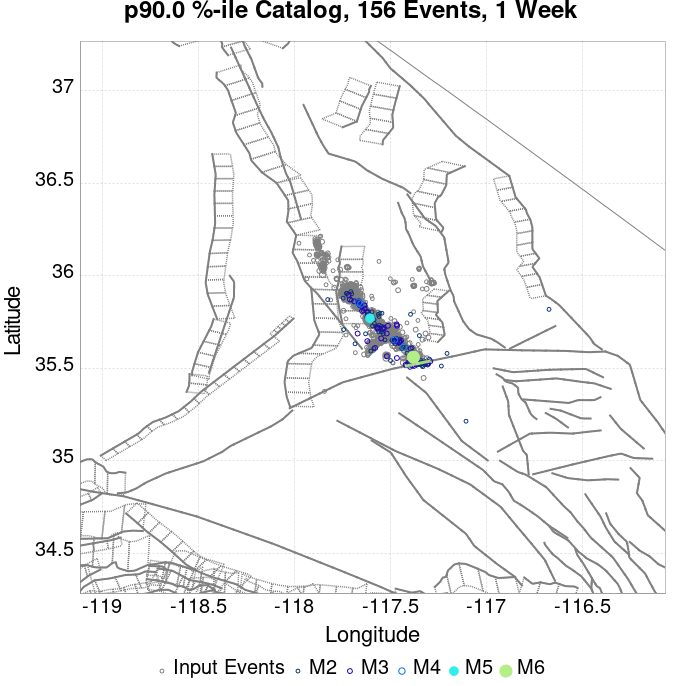 p90.0 %-ile Catalog, 156 Events, 1 Week
37
36.5
36
35.5
35
34.5
Latitude
-119 -118.5 -118 -117.5 -117 -116.5
Longitude
Input Events M2 M3 M4 M5 M6